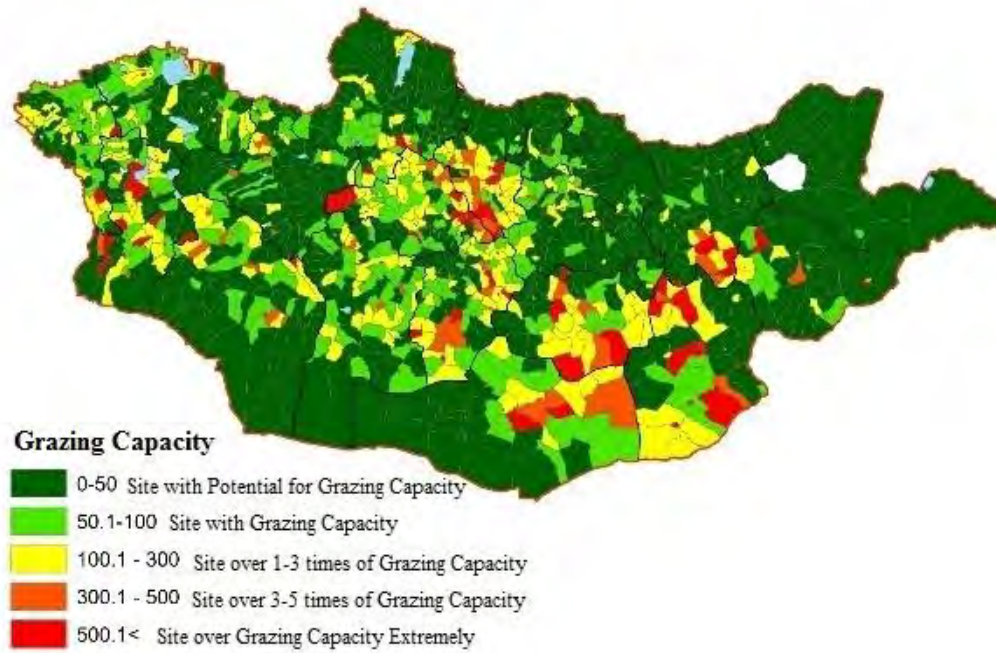 Grazing Capacity
0-50 Site with Potential for Grazing Capacity
50.1-100 Site with Grazing Capacity
100.1 - 300 Site over 1-3 times of Grazing Capacity
300.1 - 500 Site over 3-5 times of Grazing Capacity
500.1< Site over Grazing Capacity Extremely